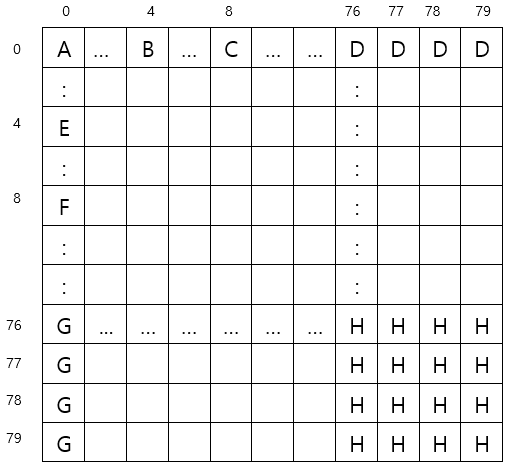 0 4 8 76 77 78 79
0 A ... B ... C ... ... D D D D
: :
4 E :
: :
8 F :
: :
: :
76 G ... ... ... ... ... ... H H H H
77 G H H H H
78 G H H H H
79 G H H H H